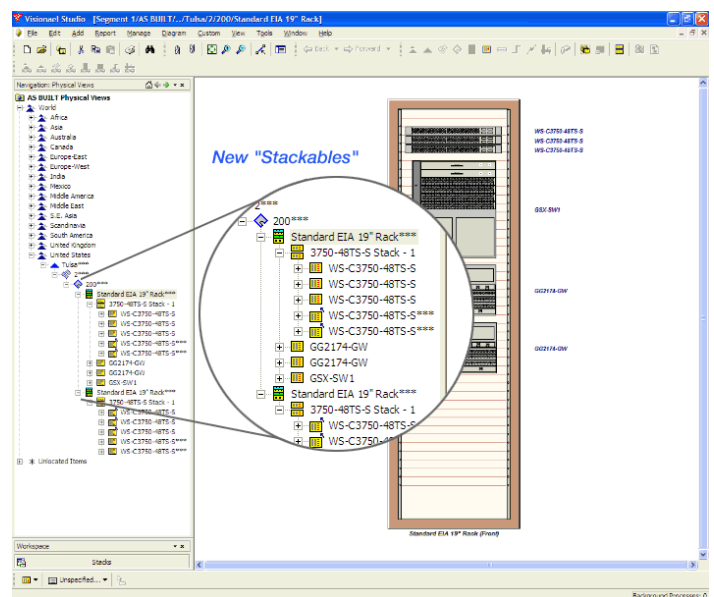 Visionael Studio [Segment 1/AS BUILT/../Tulsa/2/200/Standard EIA 19" Rack]
File Edit Add Report Manage Diagram Custom View Tools Window Help
Back Forward
Navigation: Physical Views
AS BUILT Physical Views
World
Africa
Asia
Australia
Canada
Europe-East
Europe-West
India
Mexico
Middle America
Middle East
S.E. Asia
Scandinavia
South America
United Kingdom
United States
Tulsa***
2***
200***
Standard EIA 19" Rack***
3750-48TS-S Stack - 1
WS-C3750-48TS-S
WS-C3750-48TS-S
WS-C3750-48TS-S
WS-C3750-48TS-S***
WS-C3750-48TS-S***
GG2174-GW
GG2174-GW
GSX-SW1
Standard EIA 19" Rack***
3750-48TS-S Stack - 1
WS-C3750-48TS-S
WS-C3750-48TS-S
WS-C3750-48TS-S***
WS-C3750-48TS-S***
Unlocated Items
Workspace
Stacks
Unspecified...
New "Stackables"
2***
200***
Standard EIA 19" Rack***
3750-48TS-S Stack - 1
WS-C3750-48TS-S
WS-C3750-48TS-S
WS-C3750-48TS-S
WS-C3750-48TS-S***
WS-C3750-48TS-S***
GG2174-GW
GG2174-GW
GSX-SW1
Standard EIA 19" Rack***
3750-48TS-S Stack - 1
WS-C3750-48TS-S
WS-C3750-4
WS-C3750-48TS-S
WS-C3750-48TS-S
WS-C3750-48TS-S
GSX-SW1
GG2174-GW
GG2174-GW
Standard EIA 19" Rack (Front)
Background Processes: 0